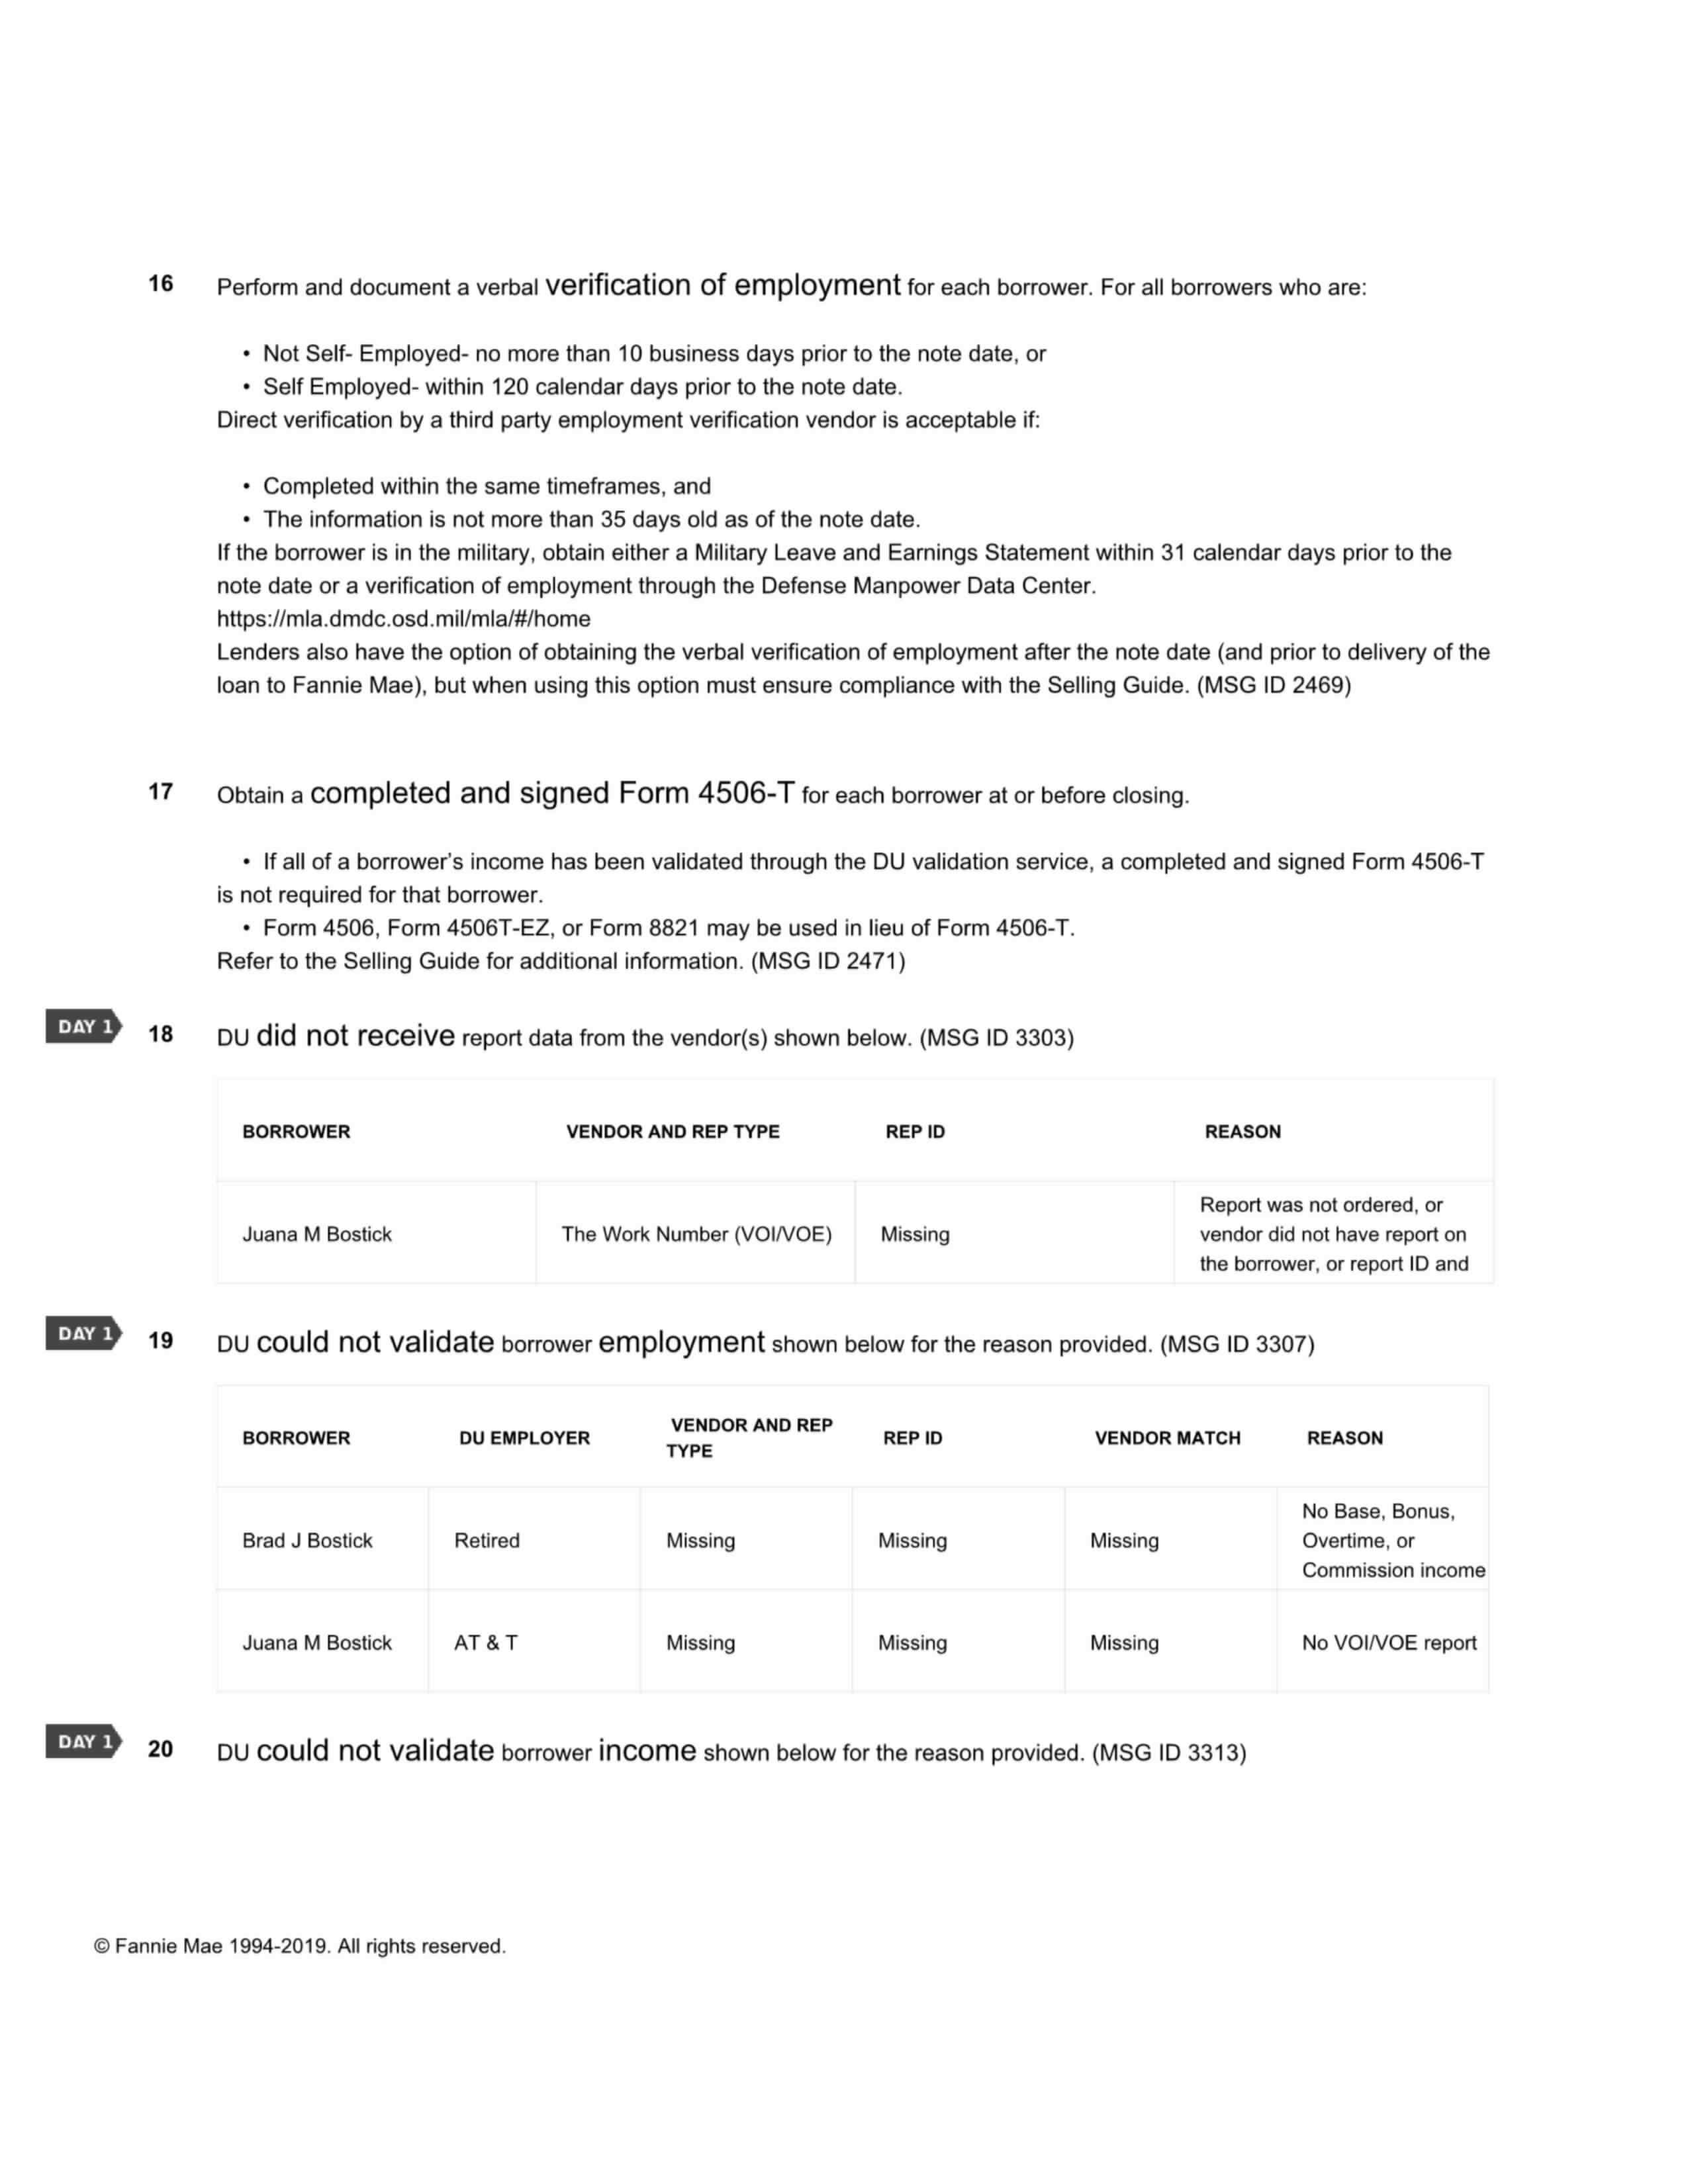 16 Perform and document a verbal verification of employment for each borrower. For all borrowers who are:
• Not Self- Employed- no more than 10 business days prior to the note date, or
• Self Employed- within 120 calendar days prior to the note date.
Direct verification by a third party employment verification vendor is acceptable if:
• Completed within the same timeframes, and
• The information is not more than 35 days old as of the note date.
If the borrower is in the military, obtain either a Military Leave and Earnings Statement within 31 calendar days prior to the
note date or a verification of employment through the Defense Manpower Data Center.
https://mla.dmdc.osd.mil/mla/#/home
Lenders also have the option of obtaining the verbal verification of employment after the note date (and prior to delivery of the
loan to Fannie Mae), but when using this option must ensure compliance with the Selling Guide. (MSG ID 2469)
17 Obtain a completed and signed Form 4506-T for each borrower at or before closing.
• If all of a borrower's income has been validated through the DU validation service, a completed and signed Form 4506-T
is not required for that borrower.
• Form 4506, Form 4506T-EZ, or Form 8821 may be used in lieu of Form 4506-T.
Refer to the Selling Guide for additional information. (MSG ID 2471)
DAY 1 18 DU did not receive report data from the vendor(s) shown below. (MSG ID 3303)
BORROWER VENDOR AND REP TYPE REP ID REASON
Juana M Bostick The Work Number (VOI/VOE) Missing Report was not ordered, or
vendor did not have report on
the borrower, or report ID and
DAY 1 19 DU could not validate borrower employment shown below for the reason provided. (MSG ID 3307)
BORROWER DU EMPLOYER VENDOR AND REP
TYPE REP ID VENDOR MATCH REASON
Brad J Bostick Retired Missing Missing Missing No Base, Bonus,
Overtime, or
Commission income
Juana M Bostick AT & T Missing Missing Missing No VOI/VOE report
DAY 1 20 DU could not validate borrower income shown below for the reason provided. (MSG ID 3313)
© Fannie Mae 1994-2019. All rights reserved.